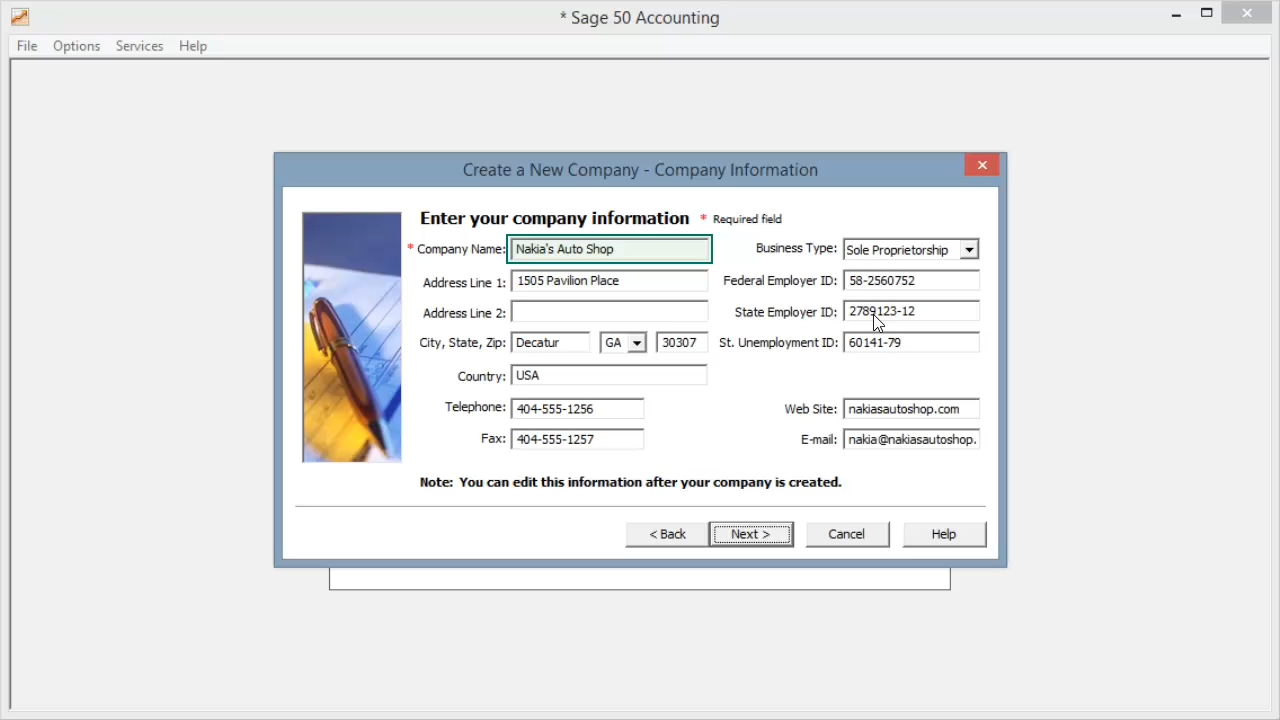 * Sage 50 Accounting
File Options Services Help
Create a New Company - Company Information
Enter your company information * Required field
* Company Name: Nakia's Auto Shop Business Type: Sole Proprietorship
Address Line 1: 1505 Pavilion Place Federal Employer ID: 58-2560752
Address Line 2: State Employer ID: 2789123-12
City, State, Zip: Decatur GA 30307 St. Unemployment ID: 60141-79
Country: USA
Telephone: 404-555-1256 Web Site: nakiasautoshop.com
Fax: 404-555-1257 E-mail: nakia@nakiasautoshop.
Note: You can edit this information after your company is created.
< Back Next > Cancel Help